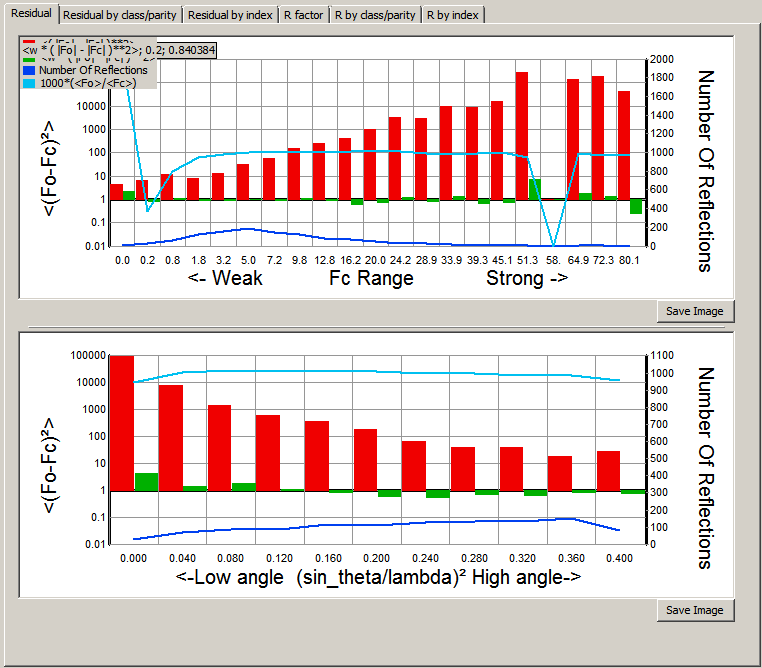 Residual Residual by class/parity Residual by index R factor R by class/parity R by index
<w * ( |Fo| - |Fc| )**2>; 0.2; 0.840384
Number Of Reflections
1000*(<Fo>/<Fc>)
10000
1000
100
10
1
0.1
0.01
<(Fo-Fc)²>
2000
1800
1600
1400
1200
1000
800
600
400
200
0
Number Of Reflections
0.0 0.2 0.8 1.8 3.2 5.0 7.2 9.8 12.8 16.2 20.0 24.2 28.9 33.9 39.3 45.1 51.3 58. 64.9 72.3 80.1
<- Weak Fc Range Strong ->
Save Image
100000
10000
1000
100
10
1
0.1
0.01
<(Fo-Fc)²>
1100
1000
900
800
700
600
500
400
300
200
100
0
Number Of Reflections
0.000 0.040 0.080 0.120 0.160 0.200 0.240 0.280 0.320 0.360 0.400
<-Low angle (sin_theta/lambda)² High angle->
Save Image